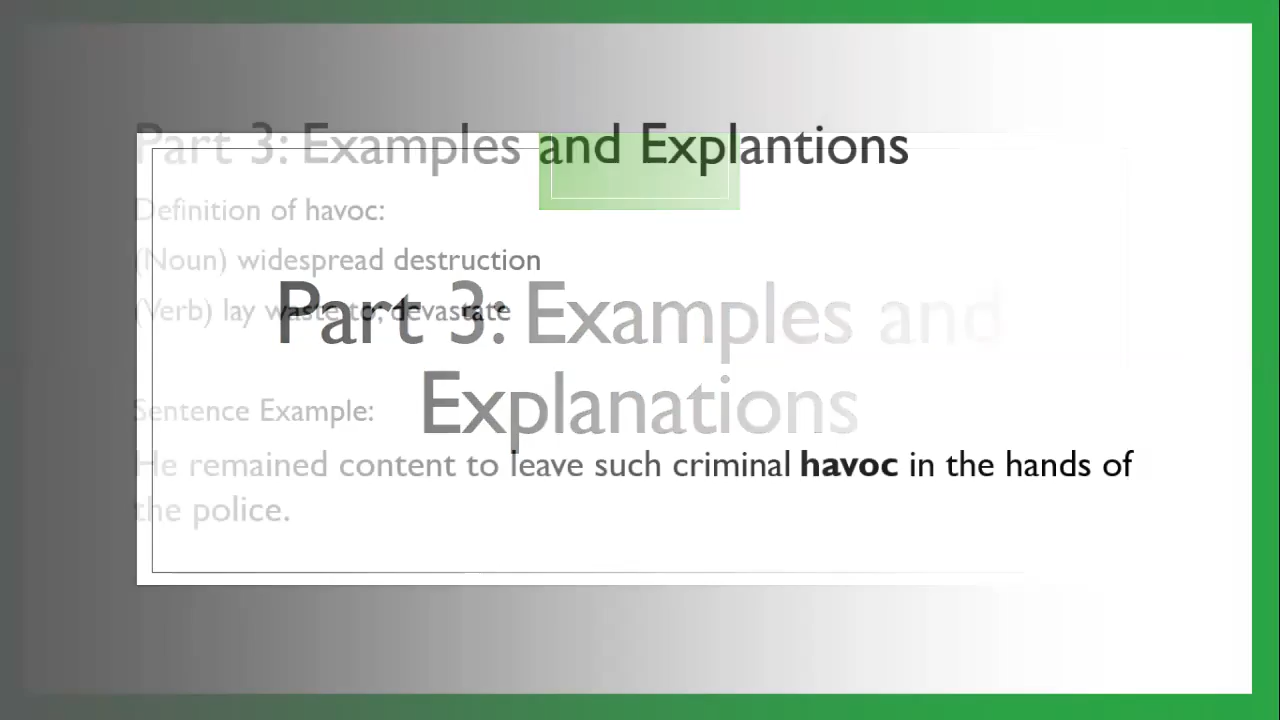 Part 3: Examples and Explantions
Definition of havoc:
(Noun) widespread destruction
(Verb) lay waste to; devastate
Part 3: Examples and
Explanations
Sentence Example:
He remained content to leave such criminal havoc in the hands of
the police.